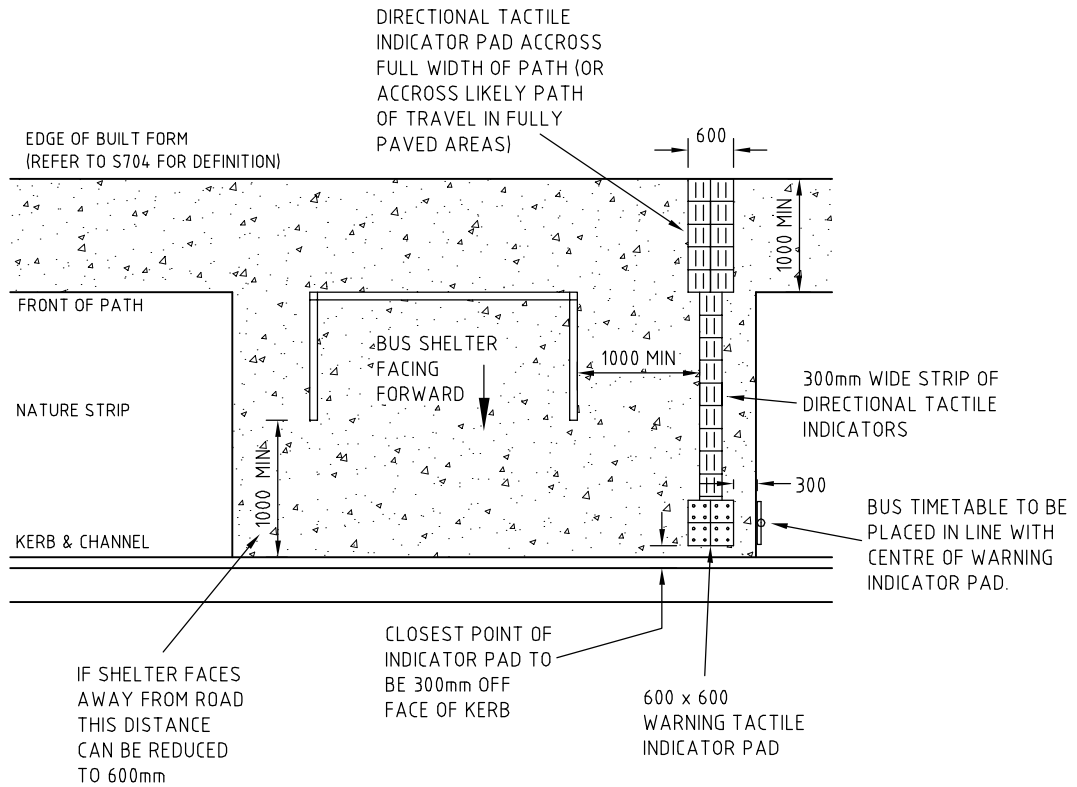 DIRECTIONAL TACTILE
INDICATOR PAD ACCROSS
FULL WIDTH OF PATH (OR
ACCROSS LIKELY PATH
OF TRAVEL IN FULLY
PAVED AREAS)
EDGE OF BUILT FORM
(REFER TO S704 FOR DEFINITION)
600
1000 MIN
FRONT OF PATH
BUS SHELTER
FACING
FORWARD
1000 MIN
300mm WIDE STRIP OF
DIRECTIONAL TACTILE
INDICATORS
NATURE STRIP
1000 MIN
300
BUS TIMETABLE TO BE
PLACED IN LINE WITH
CENTRE OF WARNING
INDICATOR PAD.
KERB & CHANNEL
CLOSEST POINT OF
INDICATOR PAD TO
BE 300mm OFF
FACE OF KERB
IF SHELTER FACES
AWAY FROM ROAD
THIS DISTANCE
CAN BE REDUCED
TO 600mm
600 x 600
WARNING TACTILE
INDICATOR PAD